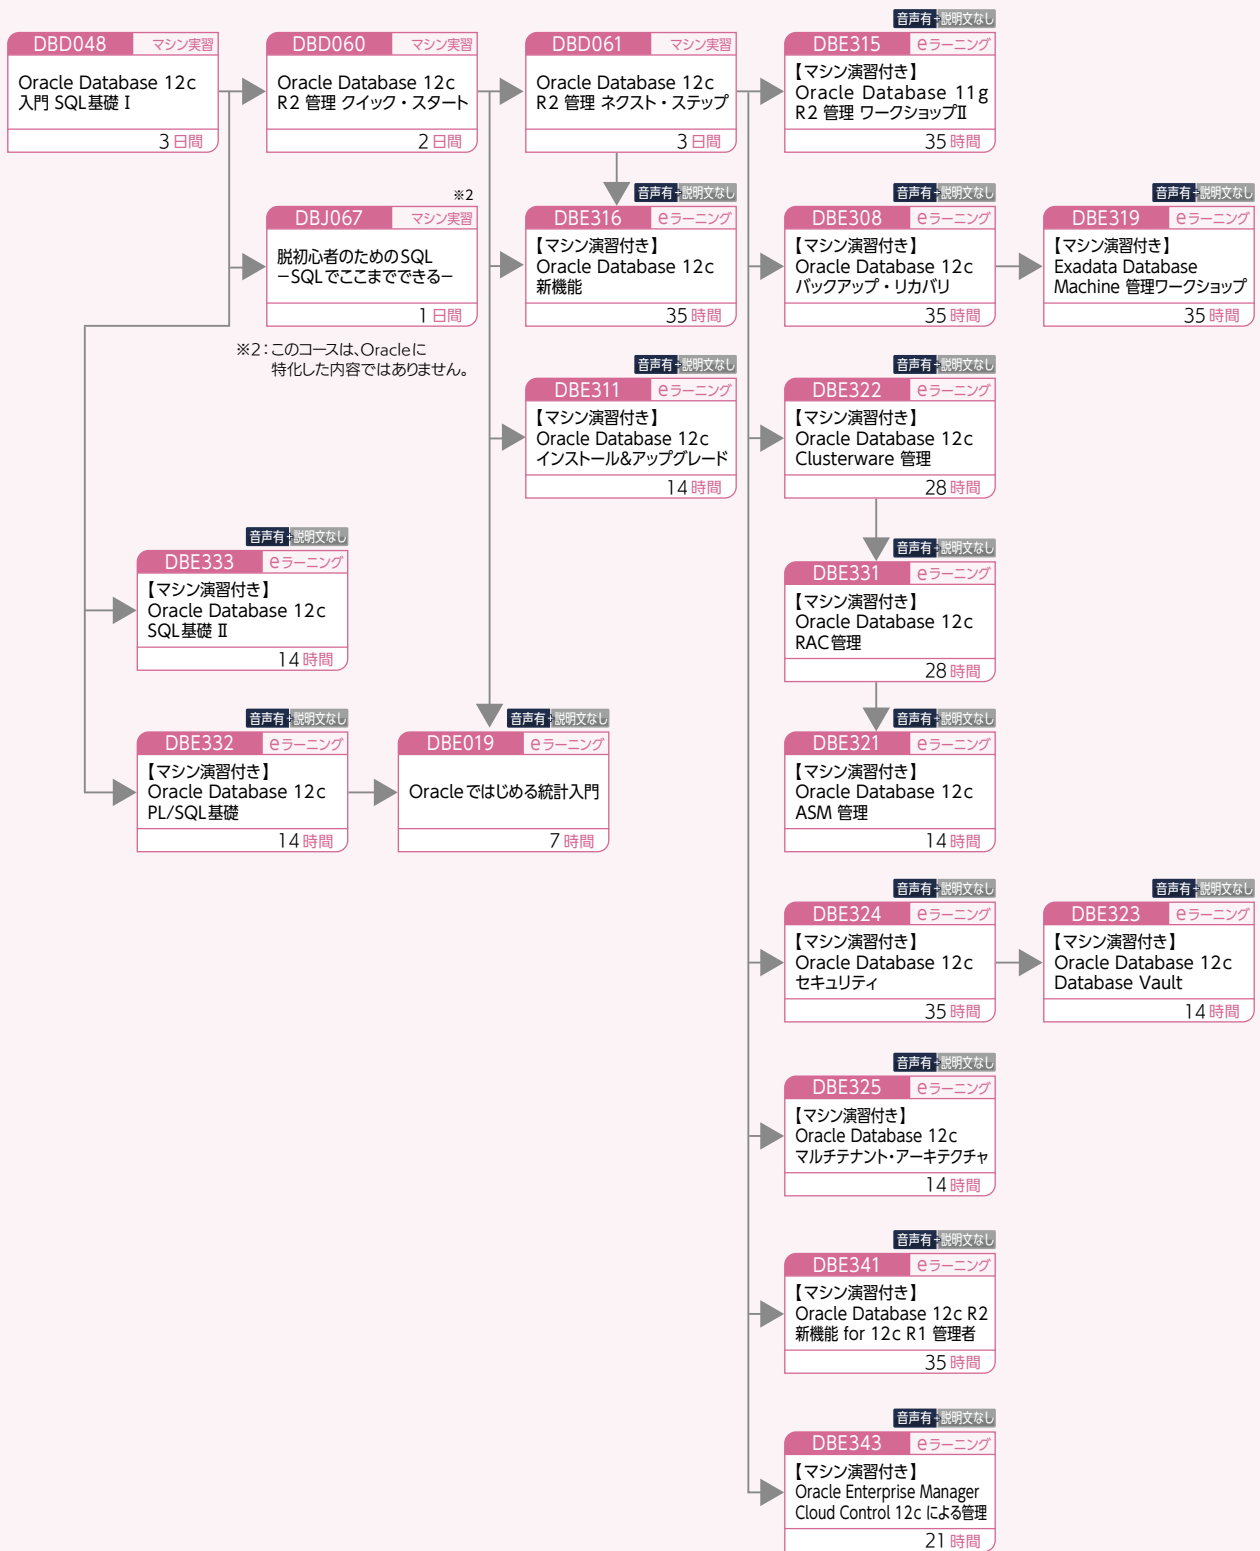 音声有+説明文なし
DBD048 マシン実習
Oracle Database 12c
入門 SQL基礎 I
3日間
DBD060 マシン実習
Oracle Database 12c
R2 管理 クイック・スタート
2日間
DBD061 マシン実習
Oracle Database 12c
R2 管理 ネクスト・ステップ
3日間
DBE315 eラーニング
【マシン演習付き】
Oracle Database 11g
R2 管理 ワークショップII
35時間
※2
DBJ067 マシン実習
脱初心者のためのSQL
−SQLでここまでできる−
1日間
※2:このコースは、Oracleに
特化した内容ではありません。
音声有+説明文なし
DBE316 eラーニング
【マシン演習付き】
Oracle Database 12c
新機能
35時間
音声有+説明文なし
DBE308 eラーニング
【マシン演習付き】
Oracle Database 12c
バックアップ・リカバリ
35時間
音声有+説明文なし
DBE319 eラーニング
【マシン演習付き】
Exadata Database
Machine 管理ワークショップ
35時間
音声有+説明文なし
DBE311 eラーニング
【マシン演習付き】
Oracle Database 12c
インストール&アップグレード
14時間
音声有+説明文なし
DBE322 eラーニング
【マシン演習付き】
Oracle Database 12c
Clusterware 管理
28時間
音声有+説明文なし
DBE333 eラーニング
【マシン演習付き】
Oracle Database 12c
SQL基礎 II
14時間
音声有+説明文なし
DBE331 eラーニング
【マシン演習付き】
Oracle Database 12c
RAC管理
28時間
音声有+説明文なし
DBE332 eラーニング
【マシン演習付き】
Oracle Database 12c
PL/SQL基礎
14時間
音声有+説明文なし
DBE019 eラーニング
Oracleではじめる統計入門
7時間
音声有+説明文なし
DBE321 eラーニング
【マシン演習付き】
Oracle Database 12c
ASM 管理
14時間
音声有+説明文なし
DBE324 eラーニング
【マシン演習付き】
Oracle Database 12c
セキュリティ
35時間
音声有+説明文なし
DBE323 eラーニング
【マシン演習付き】
Oracle Database 12c
Database Vault
14時間
音声有+説明文なし
DBE325 eラーニング
【マシン演習付き】
Oracle Database 12c
マルチテナント・アーキテクチャ
14時間
音声有+説明文なし
DBE341 eラーニング
【マシン演習付き】
Oracle Database 12c R2
新機能 for 12c R1 管理者
35時間
音声有+説明文なし
DBE343 eラーニング
【マシン演習付き】
Oracle Enterprise Manager
Cloud Control 12c による管理
21時間